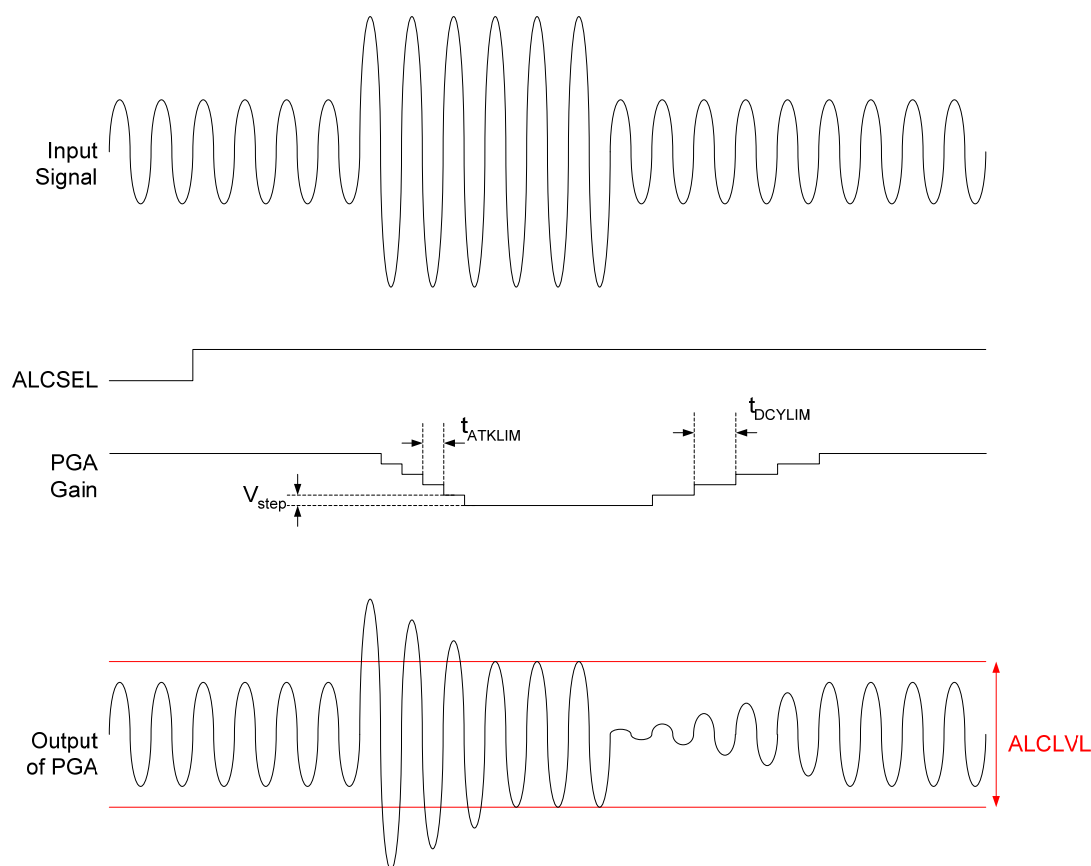 Input
Signal
ALCSEL
tATKLIM
tDCYLIM
PGA
Gain
Vstep
Output
of PGA
ALCLVL